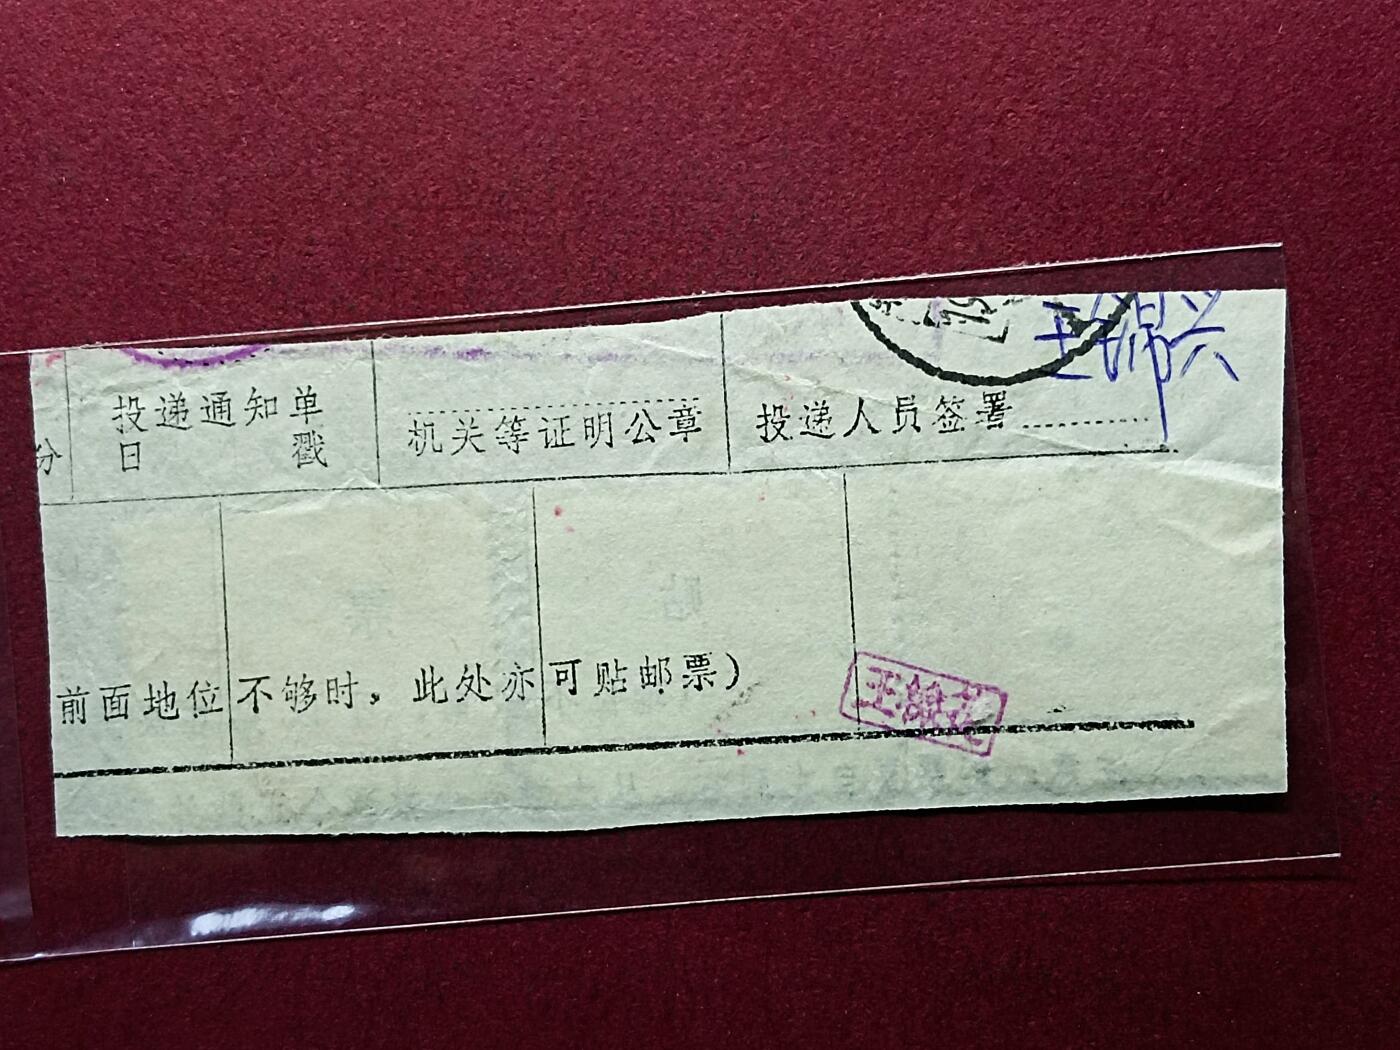 王锦兴
投递通知单
机关等证明公章
投递人员签署
份
日戳
前面地位不够时，此处亦可贴邮票）